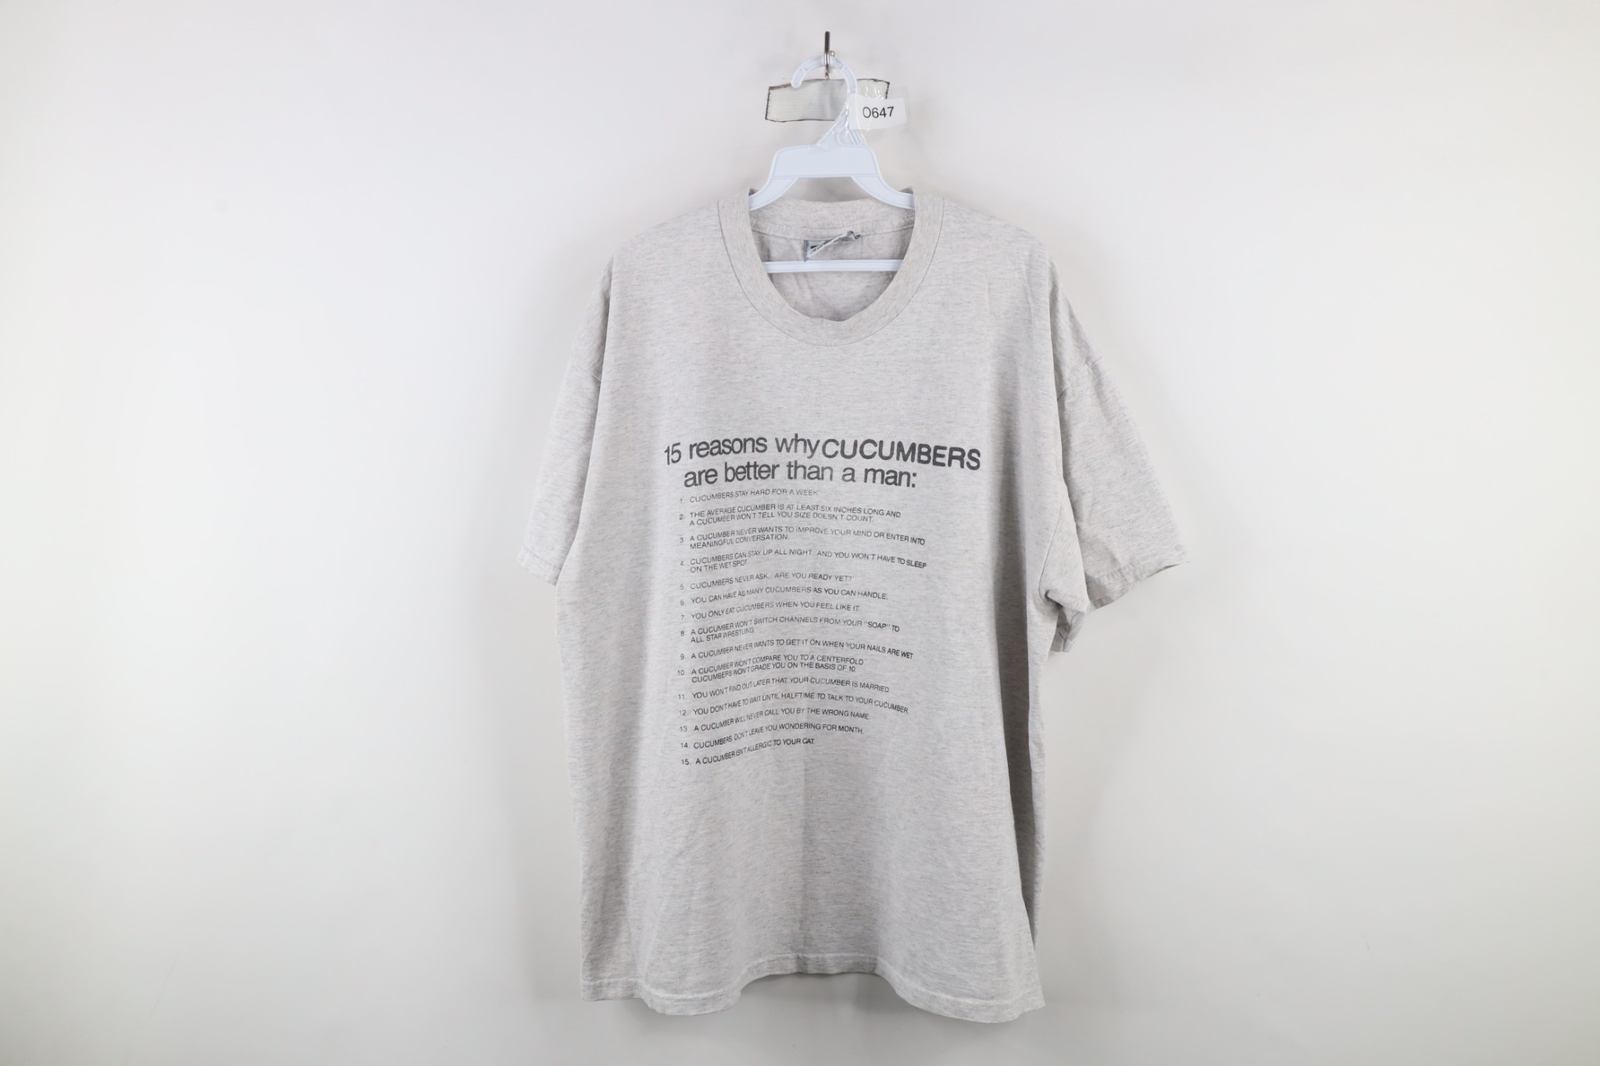 0647
15 reasons why CUCUMBERS
are better than a man:
1. CUCUMBERS STAY HARD FOR A WEEK
2. THE AVERAGE CUCUMBER IS AT LEAST SIX INCHES LONG AND
A CUCUMBER WON'T TELL YOU SIZE DOESN'T COUNT.
3. A CUCUMBER NEVER WANTS TO IMPROVE YOUR MIND OR ENTER INTO
MEANINGFUL CONVERSATION.
4. CUCUMBERS CAN STAY UP ALL NIGHT. AND YOU WON'T HAVE TO SLEEP
ON THE WET SPOT
5. CUCUMBERS NEVER ASK, "ARE YOU READY YET?"
6. YOU CAN HAVE AS MANY CUCUMBERS AS YOU CAN HANDLE.
7. YOU ONLY EAT CUCUMBERS WHEN YOU FEEL LIKE IT.
8. A CUCUMBER WON'T SWITCH CHANNELS FROM YOUR "SOAP" TO
ALL STAR WRESTLING.
9. A CUCUMBER NEVER WANTS TO GET IT ON WHEN YOUR NAILS ARE WET
10. A CUCUMBER WON'T COMPARE YOU TO A CENTERFOLD
CUCUMBERS WON'T GRADE YOU ON THE BASIS OF 10.
11. YOU WON'T FIND OUT LATER THAT YOUR CUCUMBER IS MARRIED.
12. YOU DON'T HAVE TO WAIT UNTIL HALFTIME TO TALK TO YOUR CUCUMBER.
13. A CUCUMBER WILL NEVER CALL YOU BY THE WRONG NAME.
14. CUCUMBERS DON'T LEAVE YOU WONDERING FOR MONTH.
15. A CUCUMBER ISN'T ALLERGIC TO YOUR CAT.